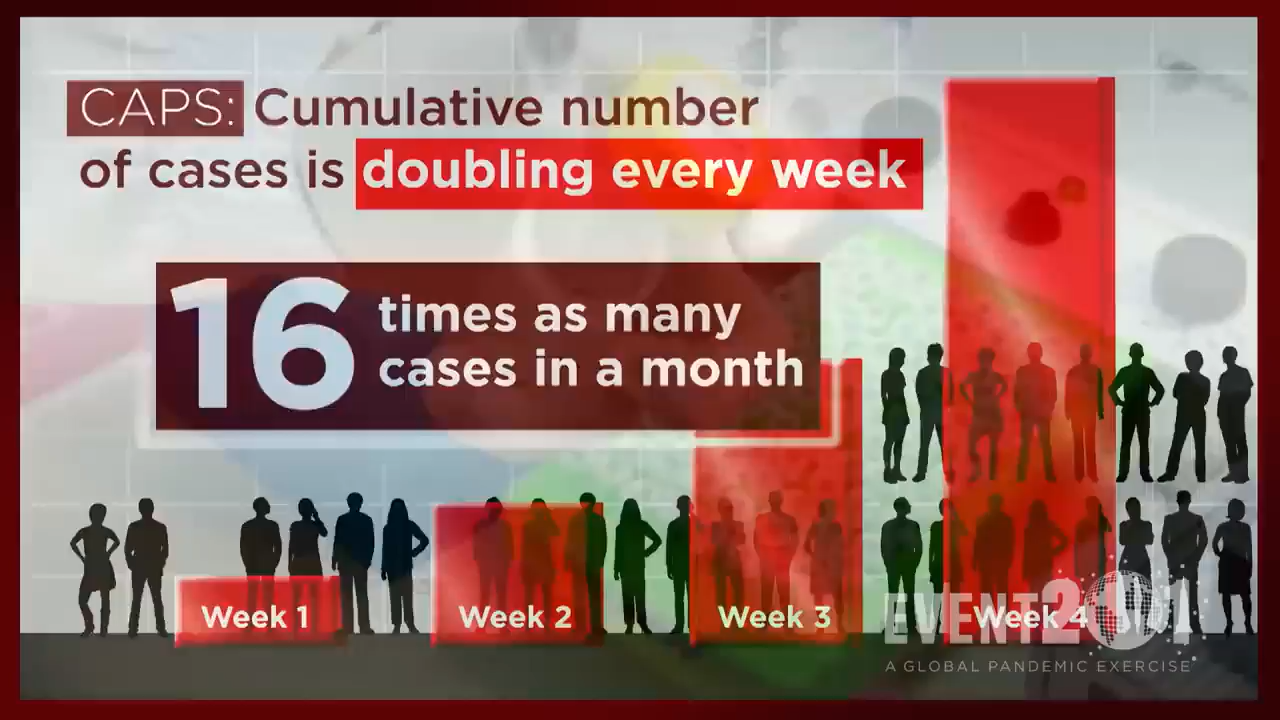 CAPS: Cumulative number
of cases is doubling every week
16 times as many
cases in a month
Week 1
Week 2
Week 3
Week 4
EVENT201
A GLOBAL PANDEMIC EXERCISE